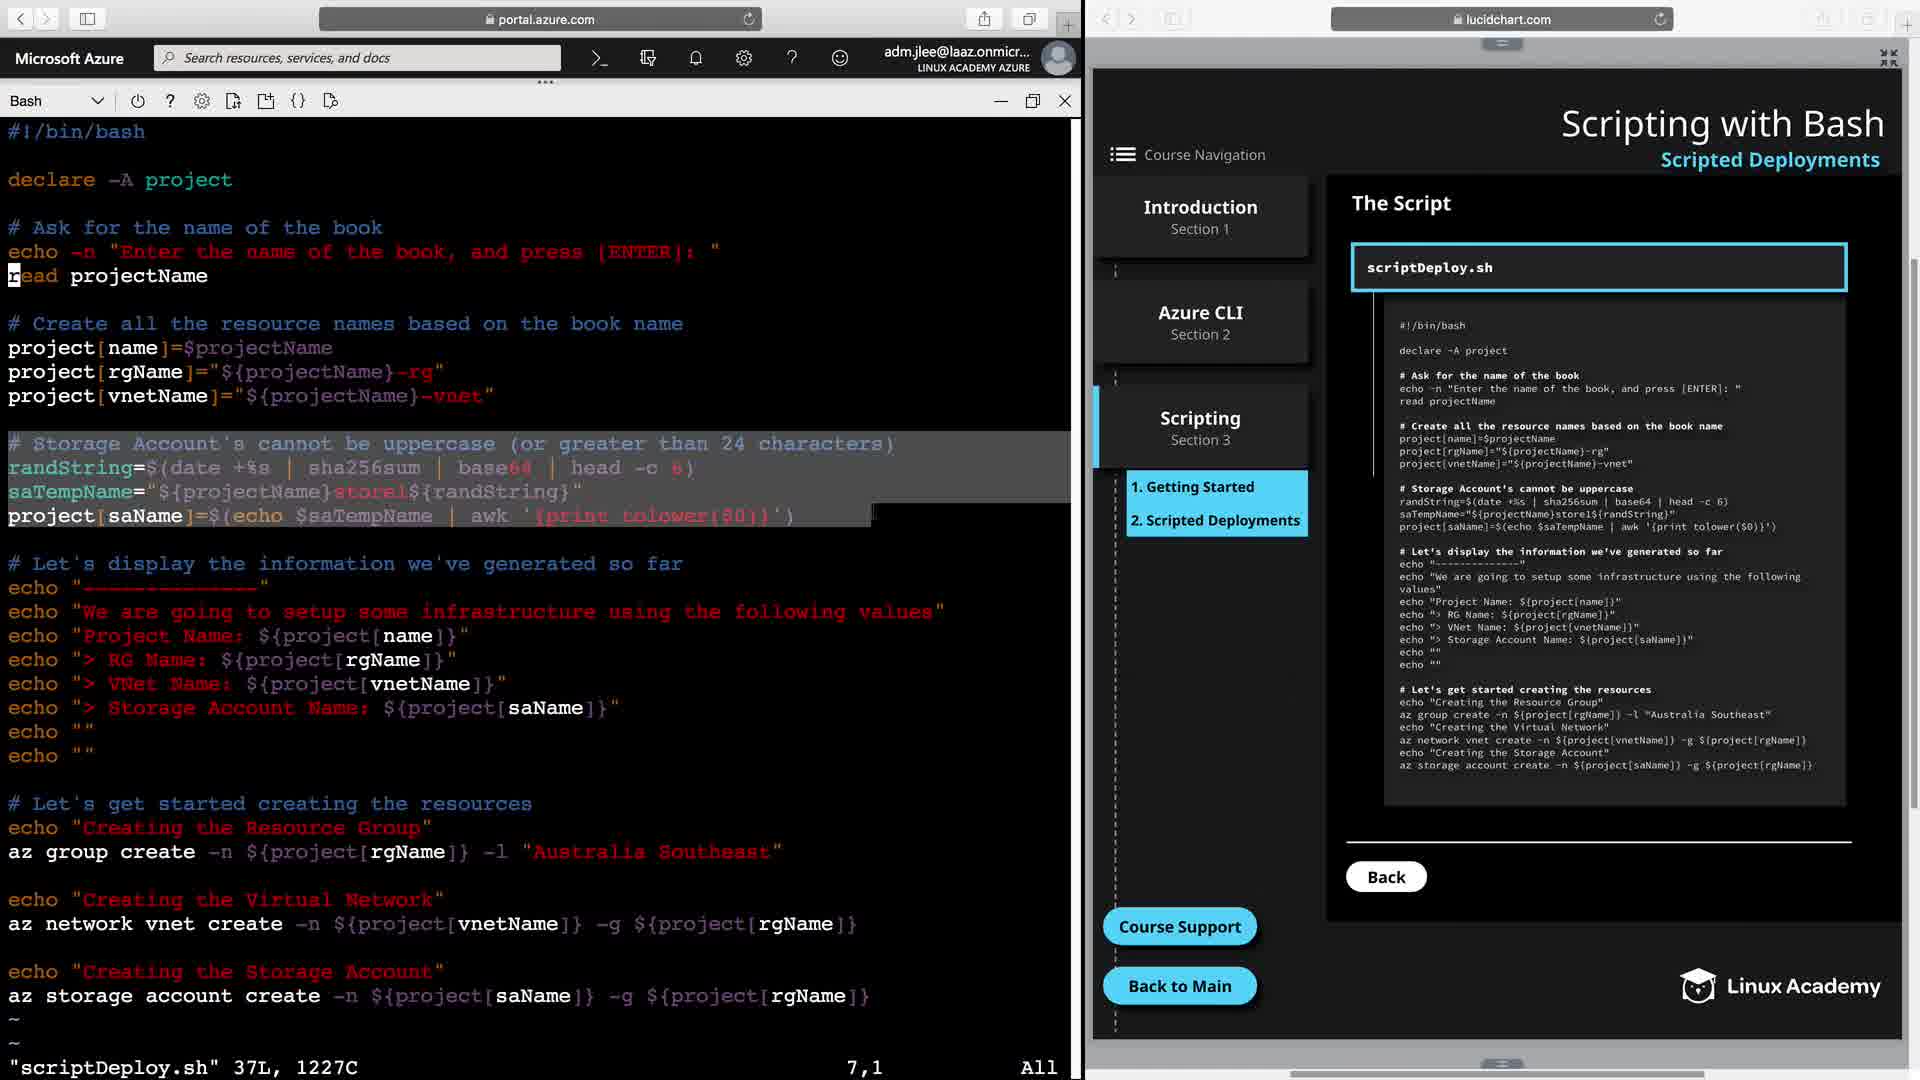 portal.azure.com
Microsoft Azure
Search resources, services, and docs
adm.jlee@laaz.onmicr...
LINUX ACADEMY AZURE
Bash
#!/bin/bash
declare -A project
# Ask for the name of the book
echo -n "Enter the name of the book, and press [ENTER]: "
read projectName
# Create all the resource names based on the book name
project[name]=$projectName
project[rgName]="${projectName}-rg"
project[vnetName]="${projectName}-vnet"
# Storage Account's cannot be uppercase (or greater than 24 characters)
randString=$(date +%s | sha256sum | base64 | head -c 6)
saTempName="${projectName}store1${randString}"
project[saName]=$(echo $saTempName | awk '{print tolower($0)}')
# Let's display the information we've generated so far
echo "--------------"
echo "We are going to setup some infrastructure using the following values"
echo "Project Name: ${project[name]}"
echo "> RG Name: ${project[rgName]}"
echo "> VNet Name: ${project[vnetName]}"
echo "> Storage Account Name: ${project[saName]}"
echo ""
echo ""
# Let's get started creating the resources
echo "Creating the Resource Group"
az group create -n ${project[rgName]} -l "Australia Southeast"
echo "Creating the Virtual Network"
az network vnet create -n ${project[vnetName]} -g ${project[rgName]}
echo "Creating the Storage Account"
az storage account create -n ${project[saName]} -g ${project[rgName]}
~
~
"scriptDeploy.sh" 37L, 1227C 7,1 All
lucidchart.com
Scripting with Bash
Scripted Deployments
Course Navigation
Introduction
Section 1
Azure CLI
Section 2
Scripting
Section 3
1. Getting Started
2. Scripted Deployments
Course Support
Back to Main
The Script
scriptDeploy.sh
#!/bin/bash
declare -A project
# Ask for the name of the book
echo -n "Enter the name of the book, and press [ENTER]: "
read projectName
# Create all the resource names based on the book name
project[name]=$projectName
project[rgName]="${projectName}-rg"
project[vnetName]="${projectName}-vnet"
# Storage Account's cannot be uppercase
randString=$(date +%s | sha256sum | base64 | head -c 6)
saTempName="${projectName}store1${randString}"
project[saName]=$(echo $saTempName | awk '{print tolower($0)}')
# Let's display the information we've generated so far
echo "--------------"
echo "We are going to setup some infrastructure using the following
values"
echo "Project Name: ${project[name]}"
echo "> RG Name: ${project[rgName]}"
echo "> VNet Name: ${project[vnetName]}"
echo "> Storage Account Name: ${project[saName]}"
echo ""
echo ""
# Let's get started creating the resources
echo "Creating the Resource Group"
az group create -n ${project[rgName]} -l "Australia Southeast"
echo "Creating the Virtual Network"
az network vnet create -n ${project[vnetName]} -g ${project[rgName]}
echo "Creating the Storage Account"
az storage account create -n ${project[saName]} -g ${project[rgName]}
Back
Linux Academy